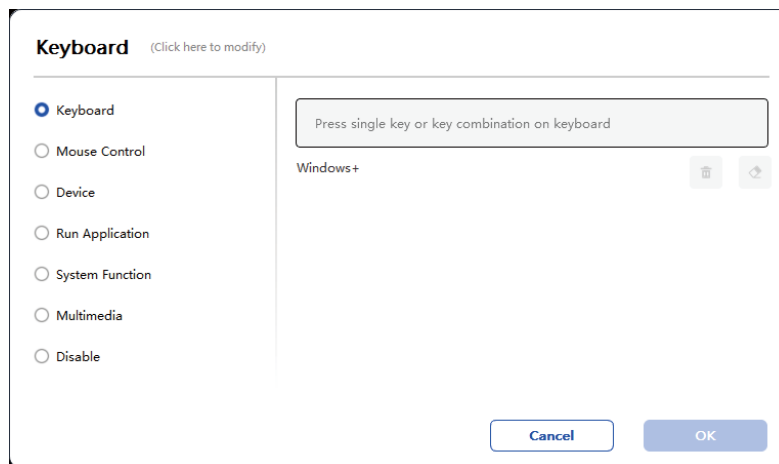 Keyboard (Click here to modify)
Keyboard
Mouse Control
Device
Run Application
System Function
Multimedia
Disable
Press single key or key combination on keyboard
Windows+
Cancel OK